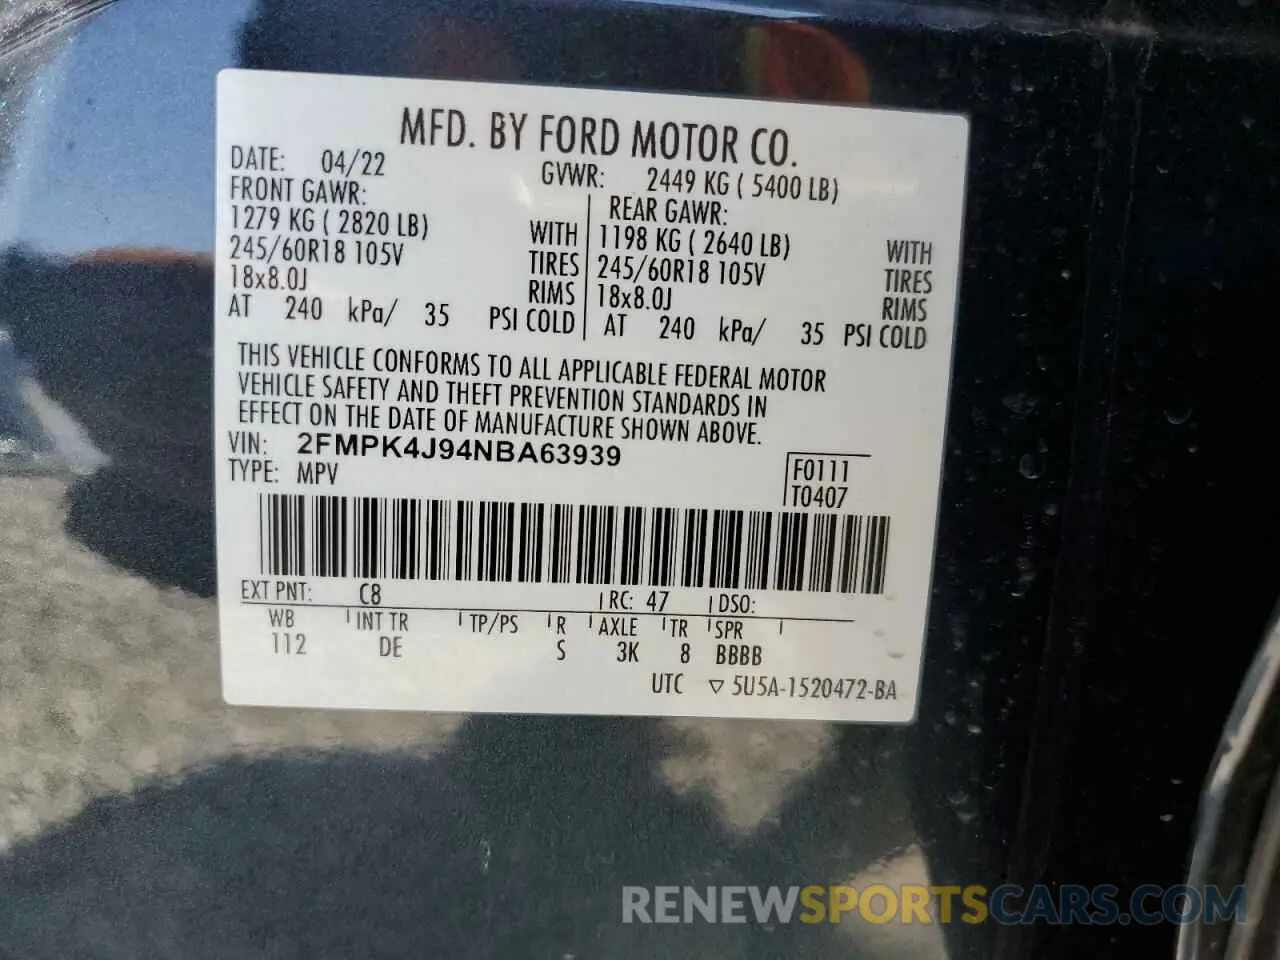 MFD. BY FORD MOTOR CO.
DATE: 04/22 GVWR: 2449 KG ( 5400 LB)
FRONT GAWR: REAR GAWR:
1279 KG ( 2820 LB) WITH 1198 KG ( 2640 LB) WITH
245/60R18 105V TIRES 245/60R18 105V TIRES
18x8.0J RIMS 18x8.0J RIMS
AT 240 kPa/ 35 PSI COLD AT 240 kPa/ 35 PSI COLD
THIS VEHICLE CONFORMS TO ALL APPLICABLE FEDERAL MOTOR
VEHICLE SAFETY AND THEFT PREVENTION STANDARDS IN
EFFECT ON THE DATE OF MANUFACTURE SHOWN ABOVE.
VIN: 2FMPK4J94NBA63939
TYPE: MPV
F0111
T0407
EXT PNT: C8 RC: 47 DSO:
WB INT TR TP/PS R AXLE TR SPR
112 DE S 3K 8 BBBB
UTC ▽ 5U5A-1520472-BA
RENEWSPORTSCARS.COM